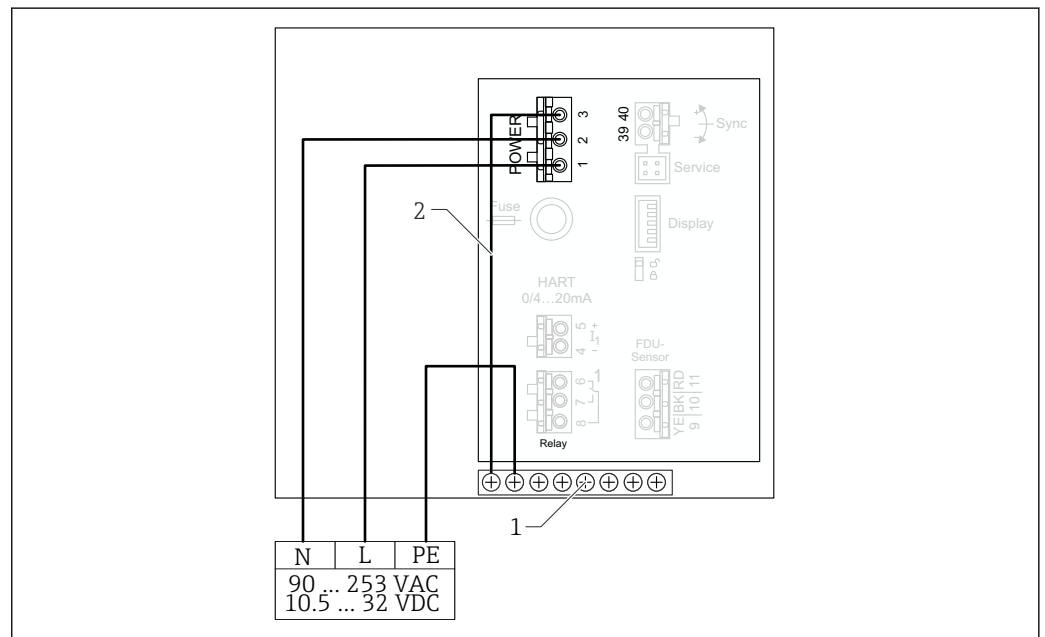 POWER
3
2
1
39 40
+
-
Sync
Service
Fuse
Display
2
HART
0/4...20mA
5 +
I1
4 -
FDU-
Sensor
6
7
8
1
Relay
YE|BK|RD
9 |10| 11
1
N L PE
90 ... 253 VAC
10.5 ... 32 VDC